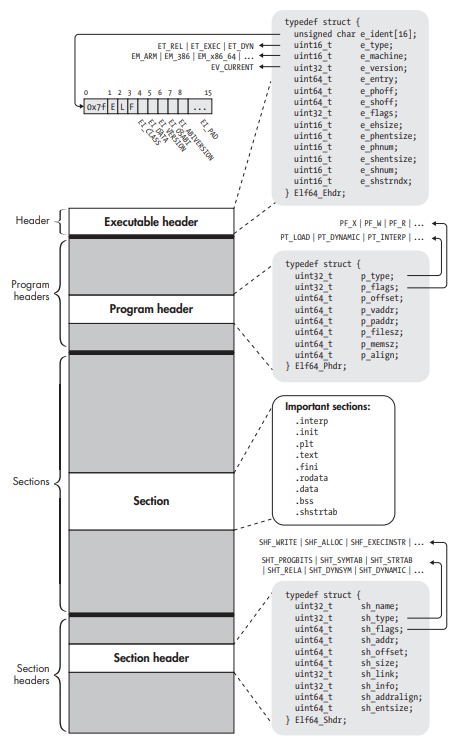 typedef struct {
unsigned char e_ident[16];
uint16_t e_type;
uint16_t e_machine;
uint32_t e_version;
uint64_t e_entry;
uint64_t e_phoff;
uint64_t e_shoff;
uint32_t e_flags;
uint16_t e_ehsize;
uint16_t e_phentsize;
uint16_t e_phnum;
uint16_t e_shentsize;
uint16_t e_shnum;
uint16_t e_shstrndx;
} Elf64_Ehdr;
ET_REL | ET_EXEC | ET_DYN
EM_ARM | EM_386 | EM_x86_64 | ...
EV_CURRENT
0 1 2 3 4 5 6 7 8 15
0x7f E L F ...
EI_CLASS
EI_DATA
EI_VERSION
EI_OSABI
EI_ABIVERSION
EI_PAD
Header
Executable header
Program
headers
Program header
PF_X | PF_W | PF_R | ...
PT_LOAD | PT_DYNAMIC | PT_INTERP | ...
typedef struct {
uint32_t p_type;
uint32_t p_flags;
uint64_t p_offset;
uint64_t p_vaddr;
uint64_t p_paddr;
uint64_t p_filesz;
uint64_t p_memsz;
uint64_t p_align;
} Elf64_Phdr;
Sections
Section
Important sections:
.interp
.init
.plt
.text
.fini
.rodata
.data
.bss
.shstrtab
SHF_WRITE | SHF_ALLOC | SHF_EXECINSTR | ...
SHT_PROGBITS | SHT_SYMTAB | SHT_STRTAB
| SHT_RELA | SHT_DYNSYM | SHT_DYNAMIC | ...
Section
headers
Section header
typedef struct {
uint32_t sh_name;
uint32_t sh_type;
uint64_t sh_flags;
uint64_t sh_addr;
uint64_t sh_offset;
uint64_t sh_size;
uint32_t sh_link;
uint32_t sh_info;
uint64_t sh_addralign;
uint64_t sh_entsize;
} Elf64_Shdr;